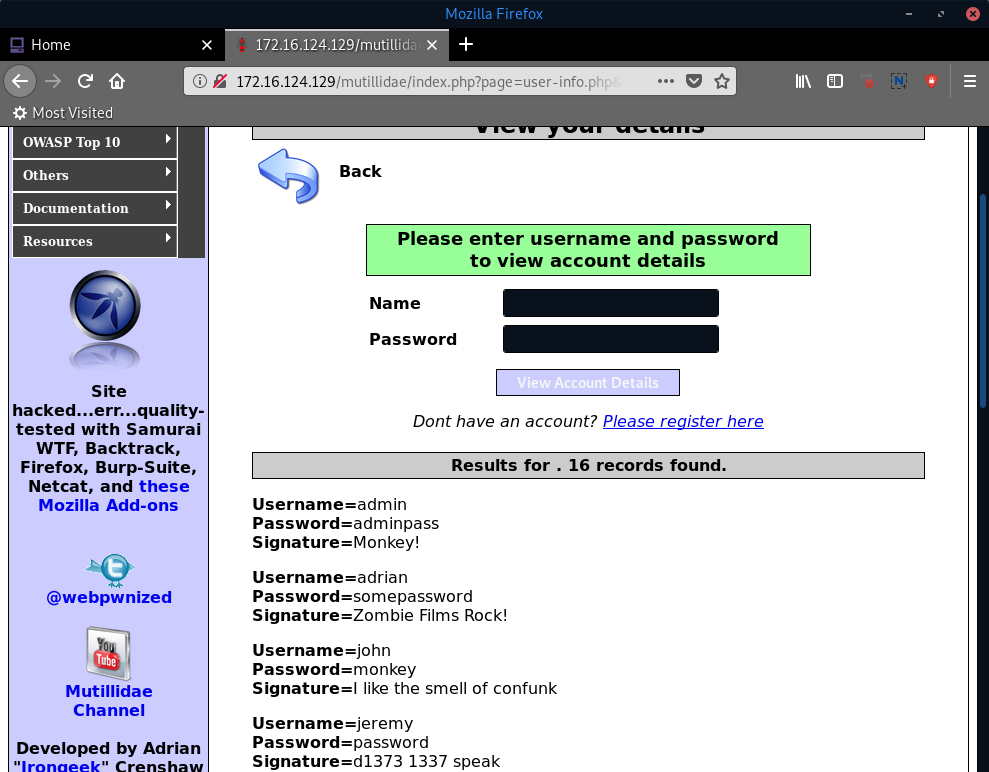 Mozilla Firefox
Home
172.16.124.129/mutillida
172.16.124.129/mutillidae/index.php?page=user-info.php&
Most Visited
OWASP Top 10
Others
Documentation
Resources
Site
hacked...err...quality-
tested with Samurai
WTF, Backtrack,
Firefox, Burp-Suite,
Netcat, and these
Mozilla Add-ons
@webpwnized
You
Tube
Mutillidae
Channel
Developed by Adrian
"Irongeek" Crenshaw
View your details
Back
Please enter username and password
to view account details
Name
Password
View Account Details
Dont have an account? Please register here
Results for . 16 records found.
Username=admin
Password=adminpass
Signature=Monkey!
Username=adrian
Password=somepassword
Signature=Zombie Films Rock!
Username=john
Password=monkey
Signature=I like the smell of confunk
Username=jeremy
Password=password
Signature=d1373 1337 speak